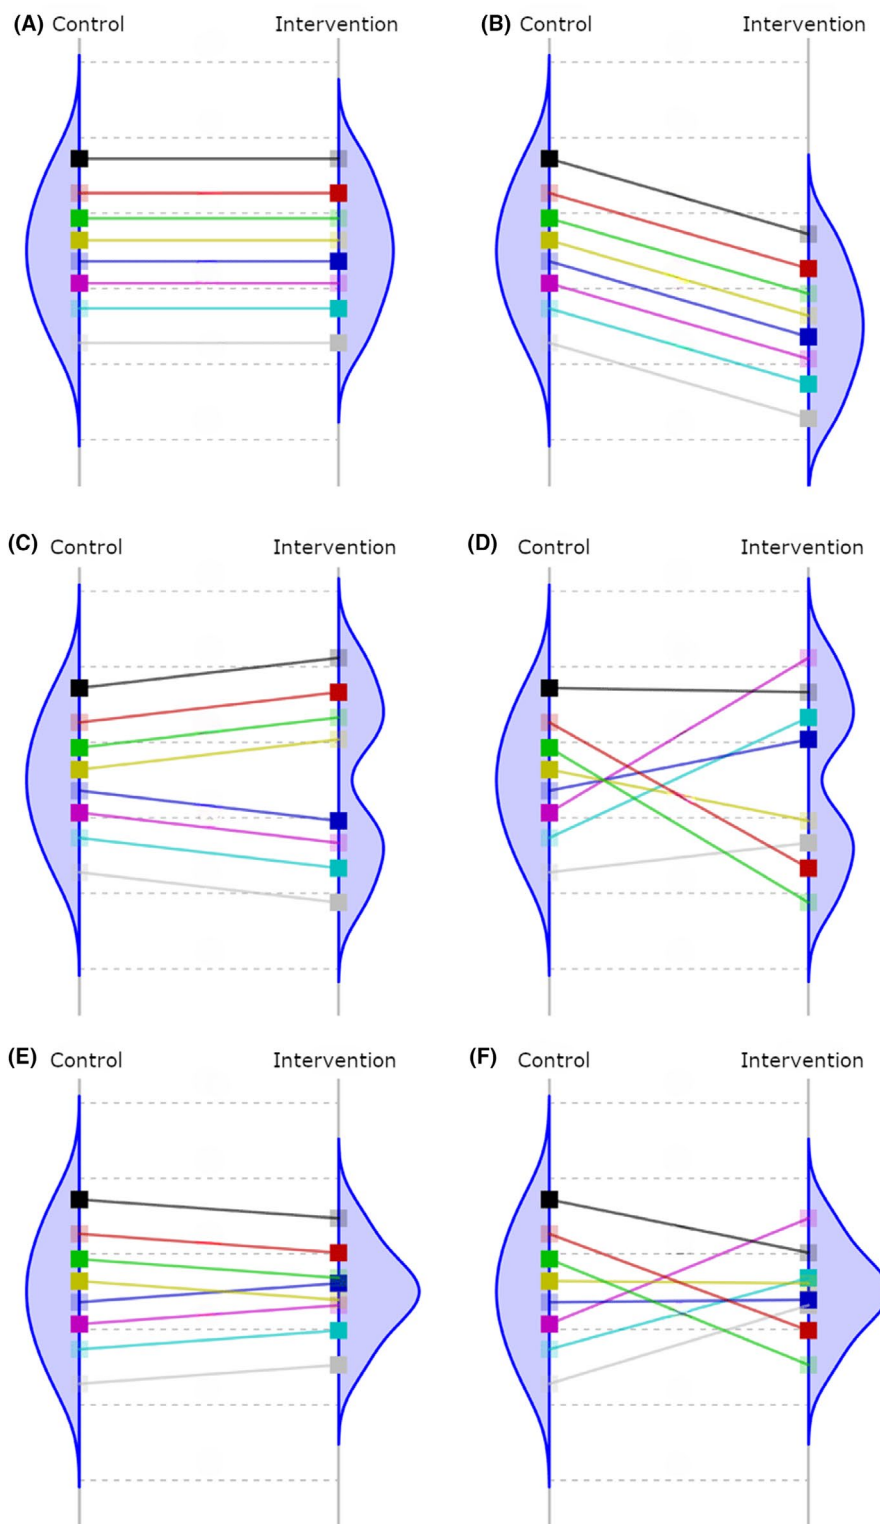 (A) Control Intervention (B) Control Intervention
(C) Control Intervention (D) Control Intervention
(E) Control Intervention (F) Control Intervention